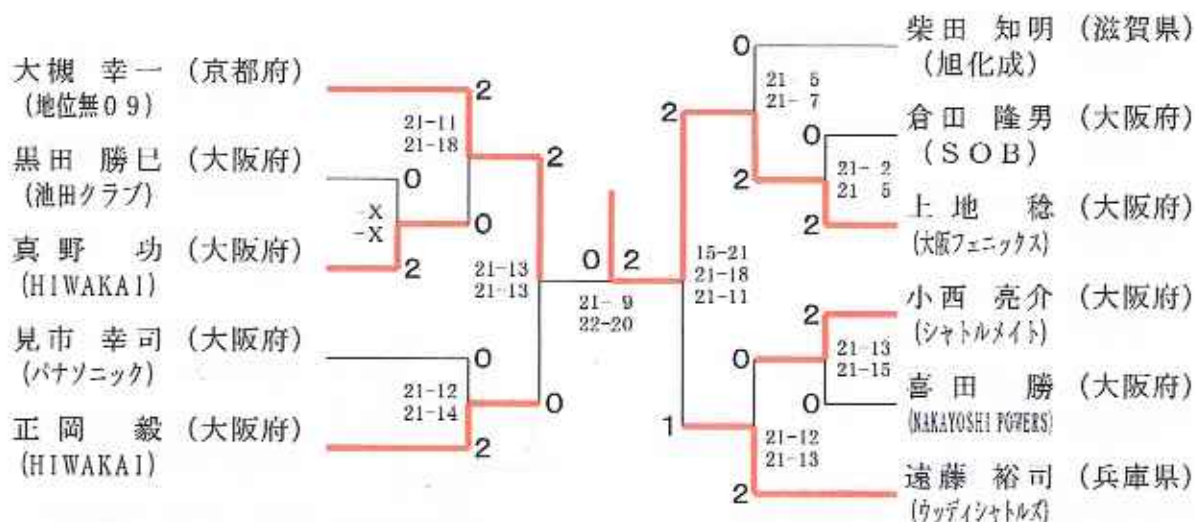 大槻 幸一 (京都府)
(地位無09)
黒田 勝巳 (大阪府)
(池田クラブ)
真野 功 (大阪府)
(HIWAKAI)
見市 幸司 (大阪府)
(パナソニック)
正岡 毅 (大阪府)
(HIWAKAI)
2
21-11
21-18
0
-X
-X
2
0
2
21-13
21-13
0
21-12
21-14
2
0
0 2
21- 9
22-20
2
15-21
21-18
21-11
1
0
21 5
21- 7
2
0
21- 2
21 5
2
2
21-13
21-15
0
0
21-12
21-13
2
柴田 知明 (滋賀県)
(旭化成)
倉田 隆男 (大阪府)
(SOB)
上地 稔 (大阪府)
(大阪フェニックス)
小西 亮介 (大阪府)
(シャトルメイト)
喜田 勝 (大阪府)
(NAKAYOSHI POWERS)
遠藤 裕司 (兵庫県)
(ウッディシャトルズ)